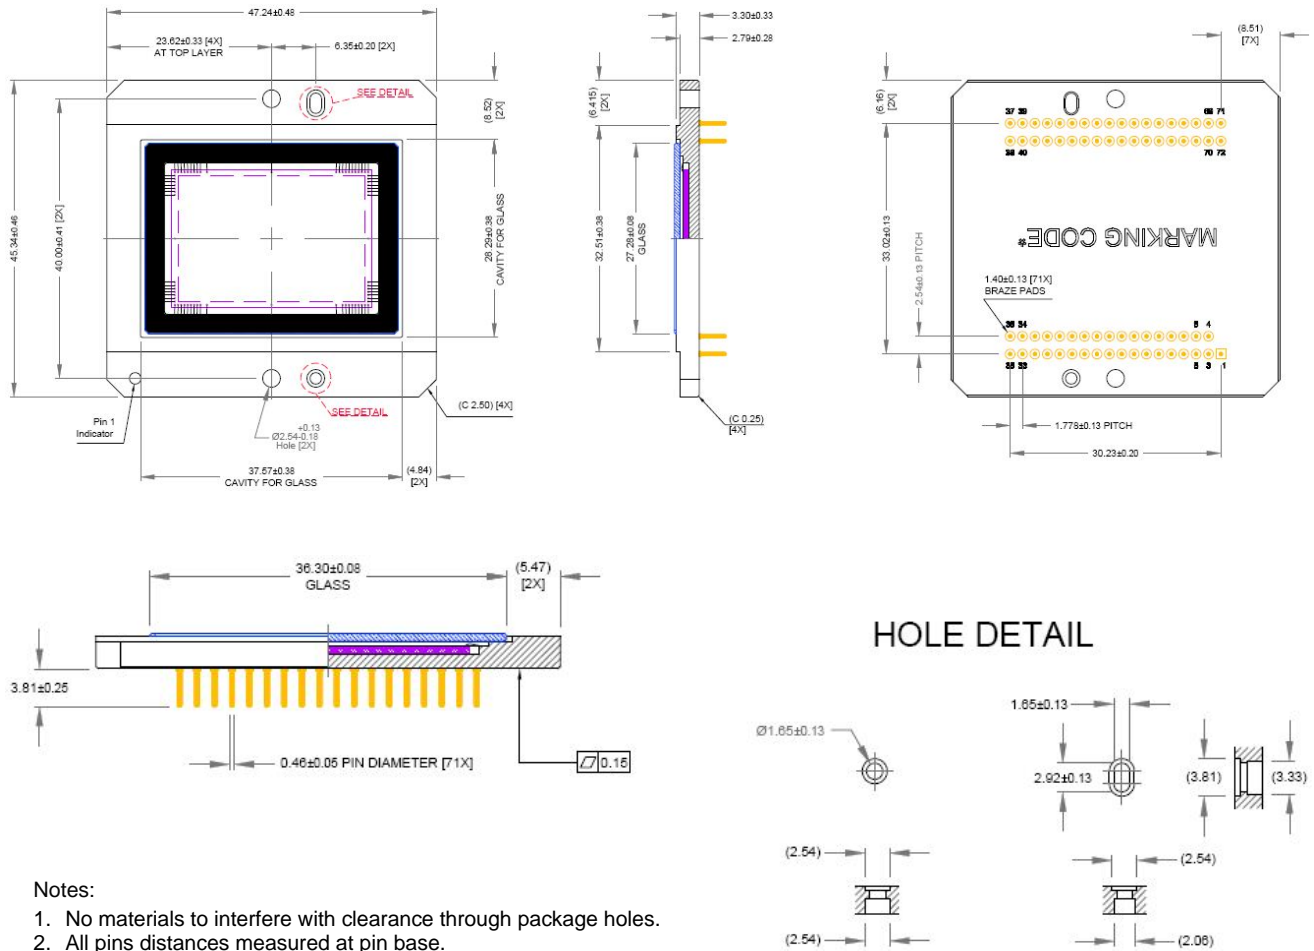 47.24±0.48
23.62±0.33 [4X]
AT TOP LAYER
6.35±0.20 [2X]
SEE DETAIL
(8.52)
[2X]
45.34±0.46
40.00±0.41 [2X]
28.29±0.38
CAVITY FOR GLASS
Pin 1
Indicator
+0.13
Ø2.54-0.18
Hole [2X]
SEE DETAIL
(C 2.50) [4X]
37.57±0.38
CAVITY FOR GLASS
(4.84)
[2X]
3.30±0.33
2.79±0.28
(6.415)
[2X]
32.51±0.38
27.28±0.08
GLASS
(C 0.25)
[4X]
(8.51)
[7X]
(6.16)
[2X]
37 39 69 71
38 40 70 72
33.02±0.13
2.54±0.13 PITCH
MARKING CODE*
1.40±0.13 [71X]
BRAZE PADS
36 34 6 4
35 33 5 3 1
1.778±0.13 PITCH
30.23±0.20
36.30±0.08
GLASS
(5.47)
[2X]
3.81±0.25
0.46±0.05 PIN DIAMETER [71X]
0.15
HOLE DETAIL
Ø1.65±0.13
1.65±0.13
2.92±0.13
(3.81)
(3.33)
(2.54)
(2.54)
(2.54)
(2.06)
Notes:
1. No materials to interfere with clearance through package holes.
2. All pins distances measured at pin base.